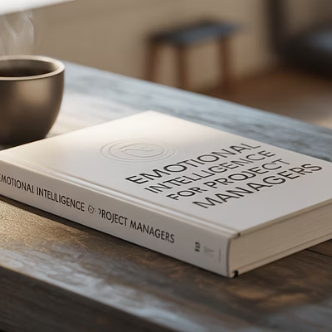 EMOTIONAL
INTELLIGENCE
FOR PROJECT
MANAGERS
EMOTIONAL INTELLIGENCE & PROJECT MANAGERS